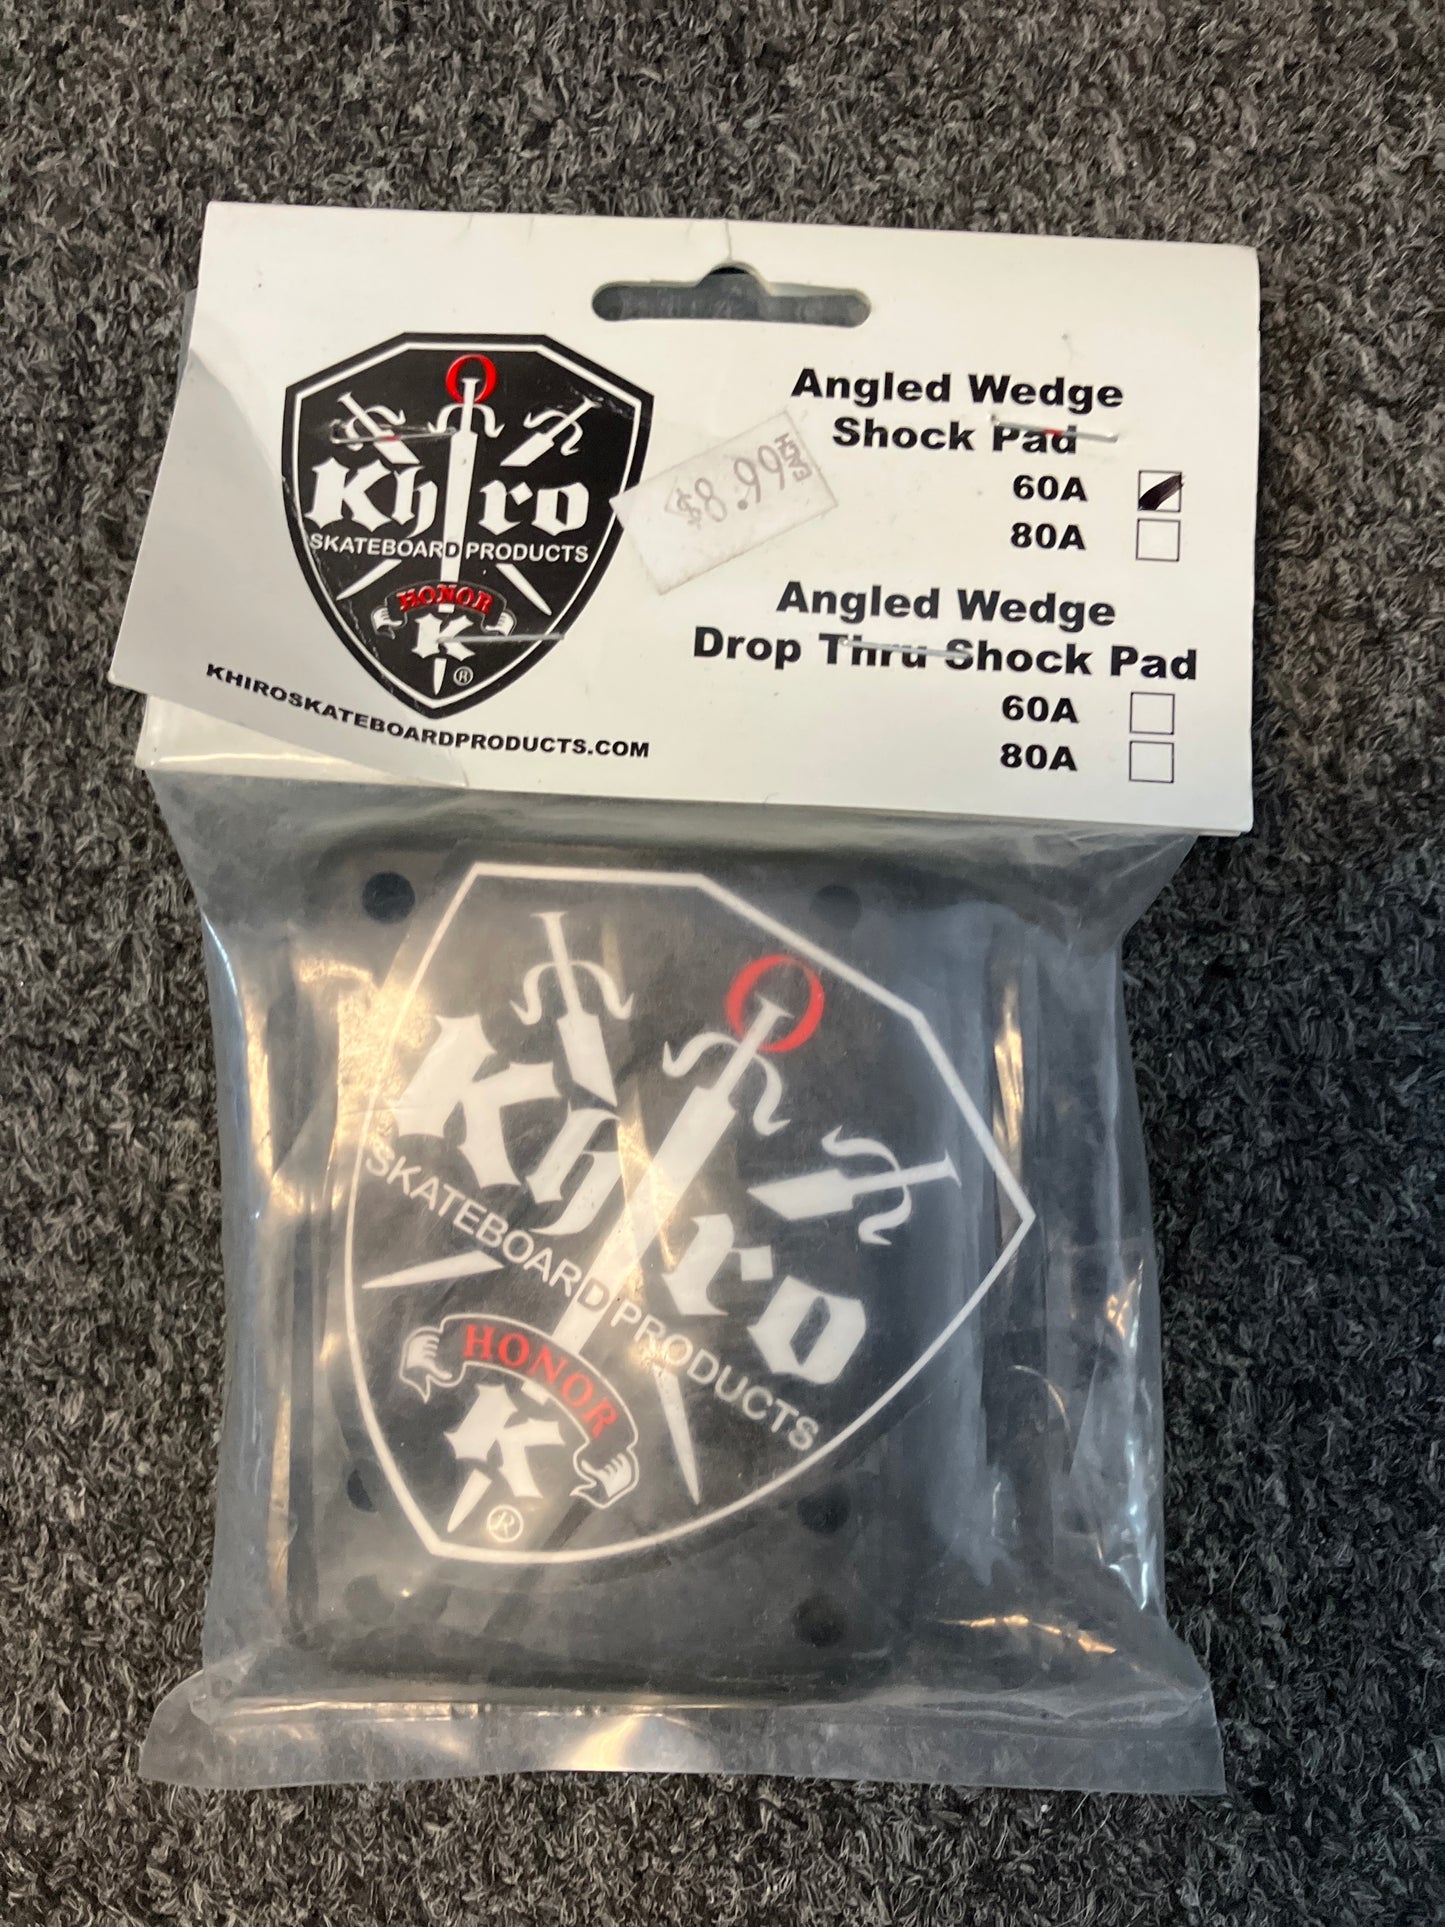 Khiro
SKATEBOARD PRODUCTS
HONOR
K
®
KHIROSKATEBOARDPRODUCTS.COM
$8.99 EACH
Angled Wedge
Shock Pad
60A
80A
Angled Wedge
Drop Thru Shock Pad
60A
80A
Khiro
SKATEBOARD PRODUCTS
HONOR
K
®